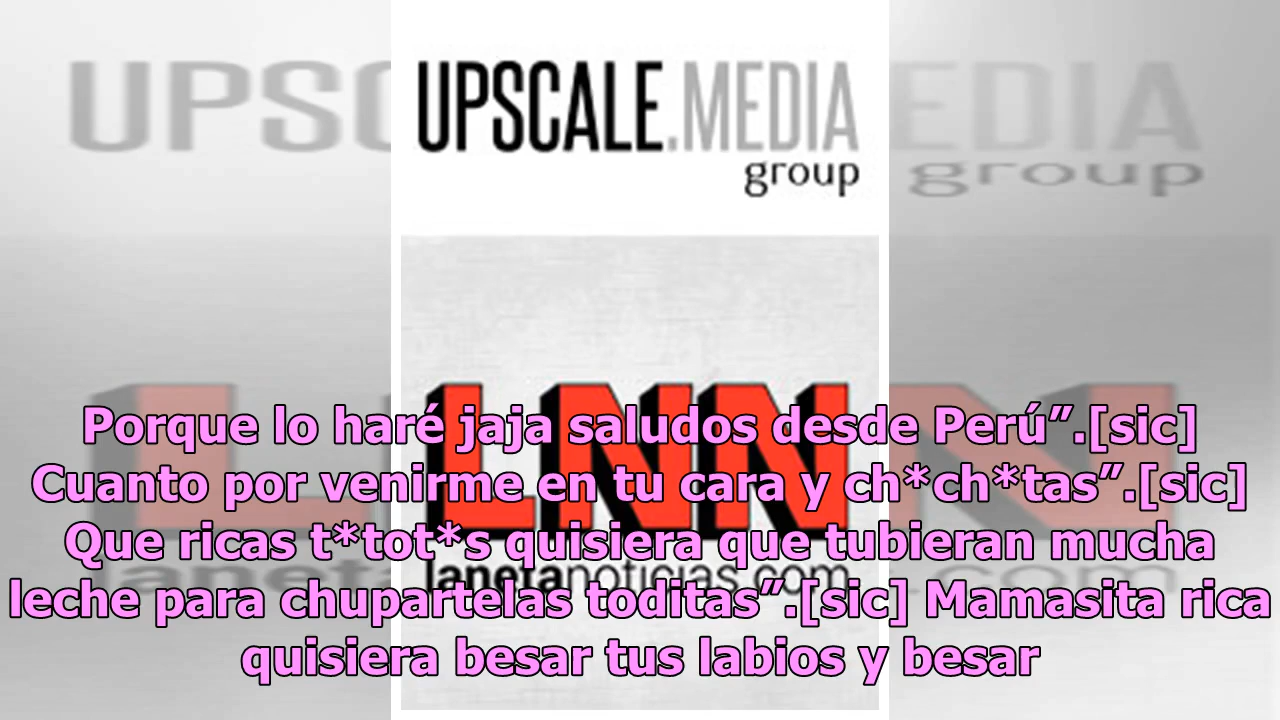 UPSCALE.MEDIA
group
LNN
lanetanoticias.com
Porque lo haré jaja saludos desde Perú”.[sic]
Cuanto por venirme en tu cara y ch*ch*tas”.[sic]
Que ricas t*tot*s quisiera que tubieran mucha
leche para chupartelas toditas”.[sic] Mamasita rica
quisiera besar tus labios y besar